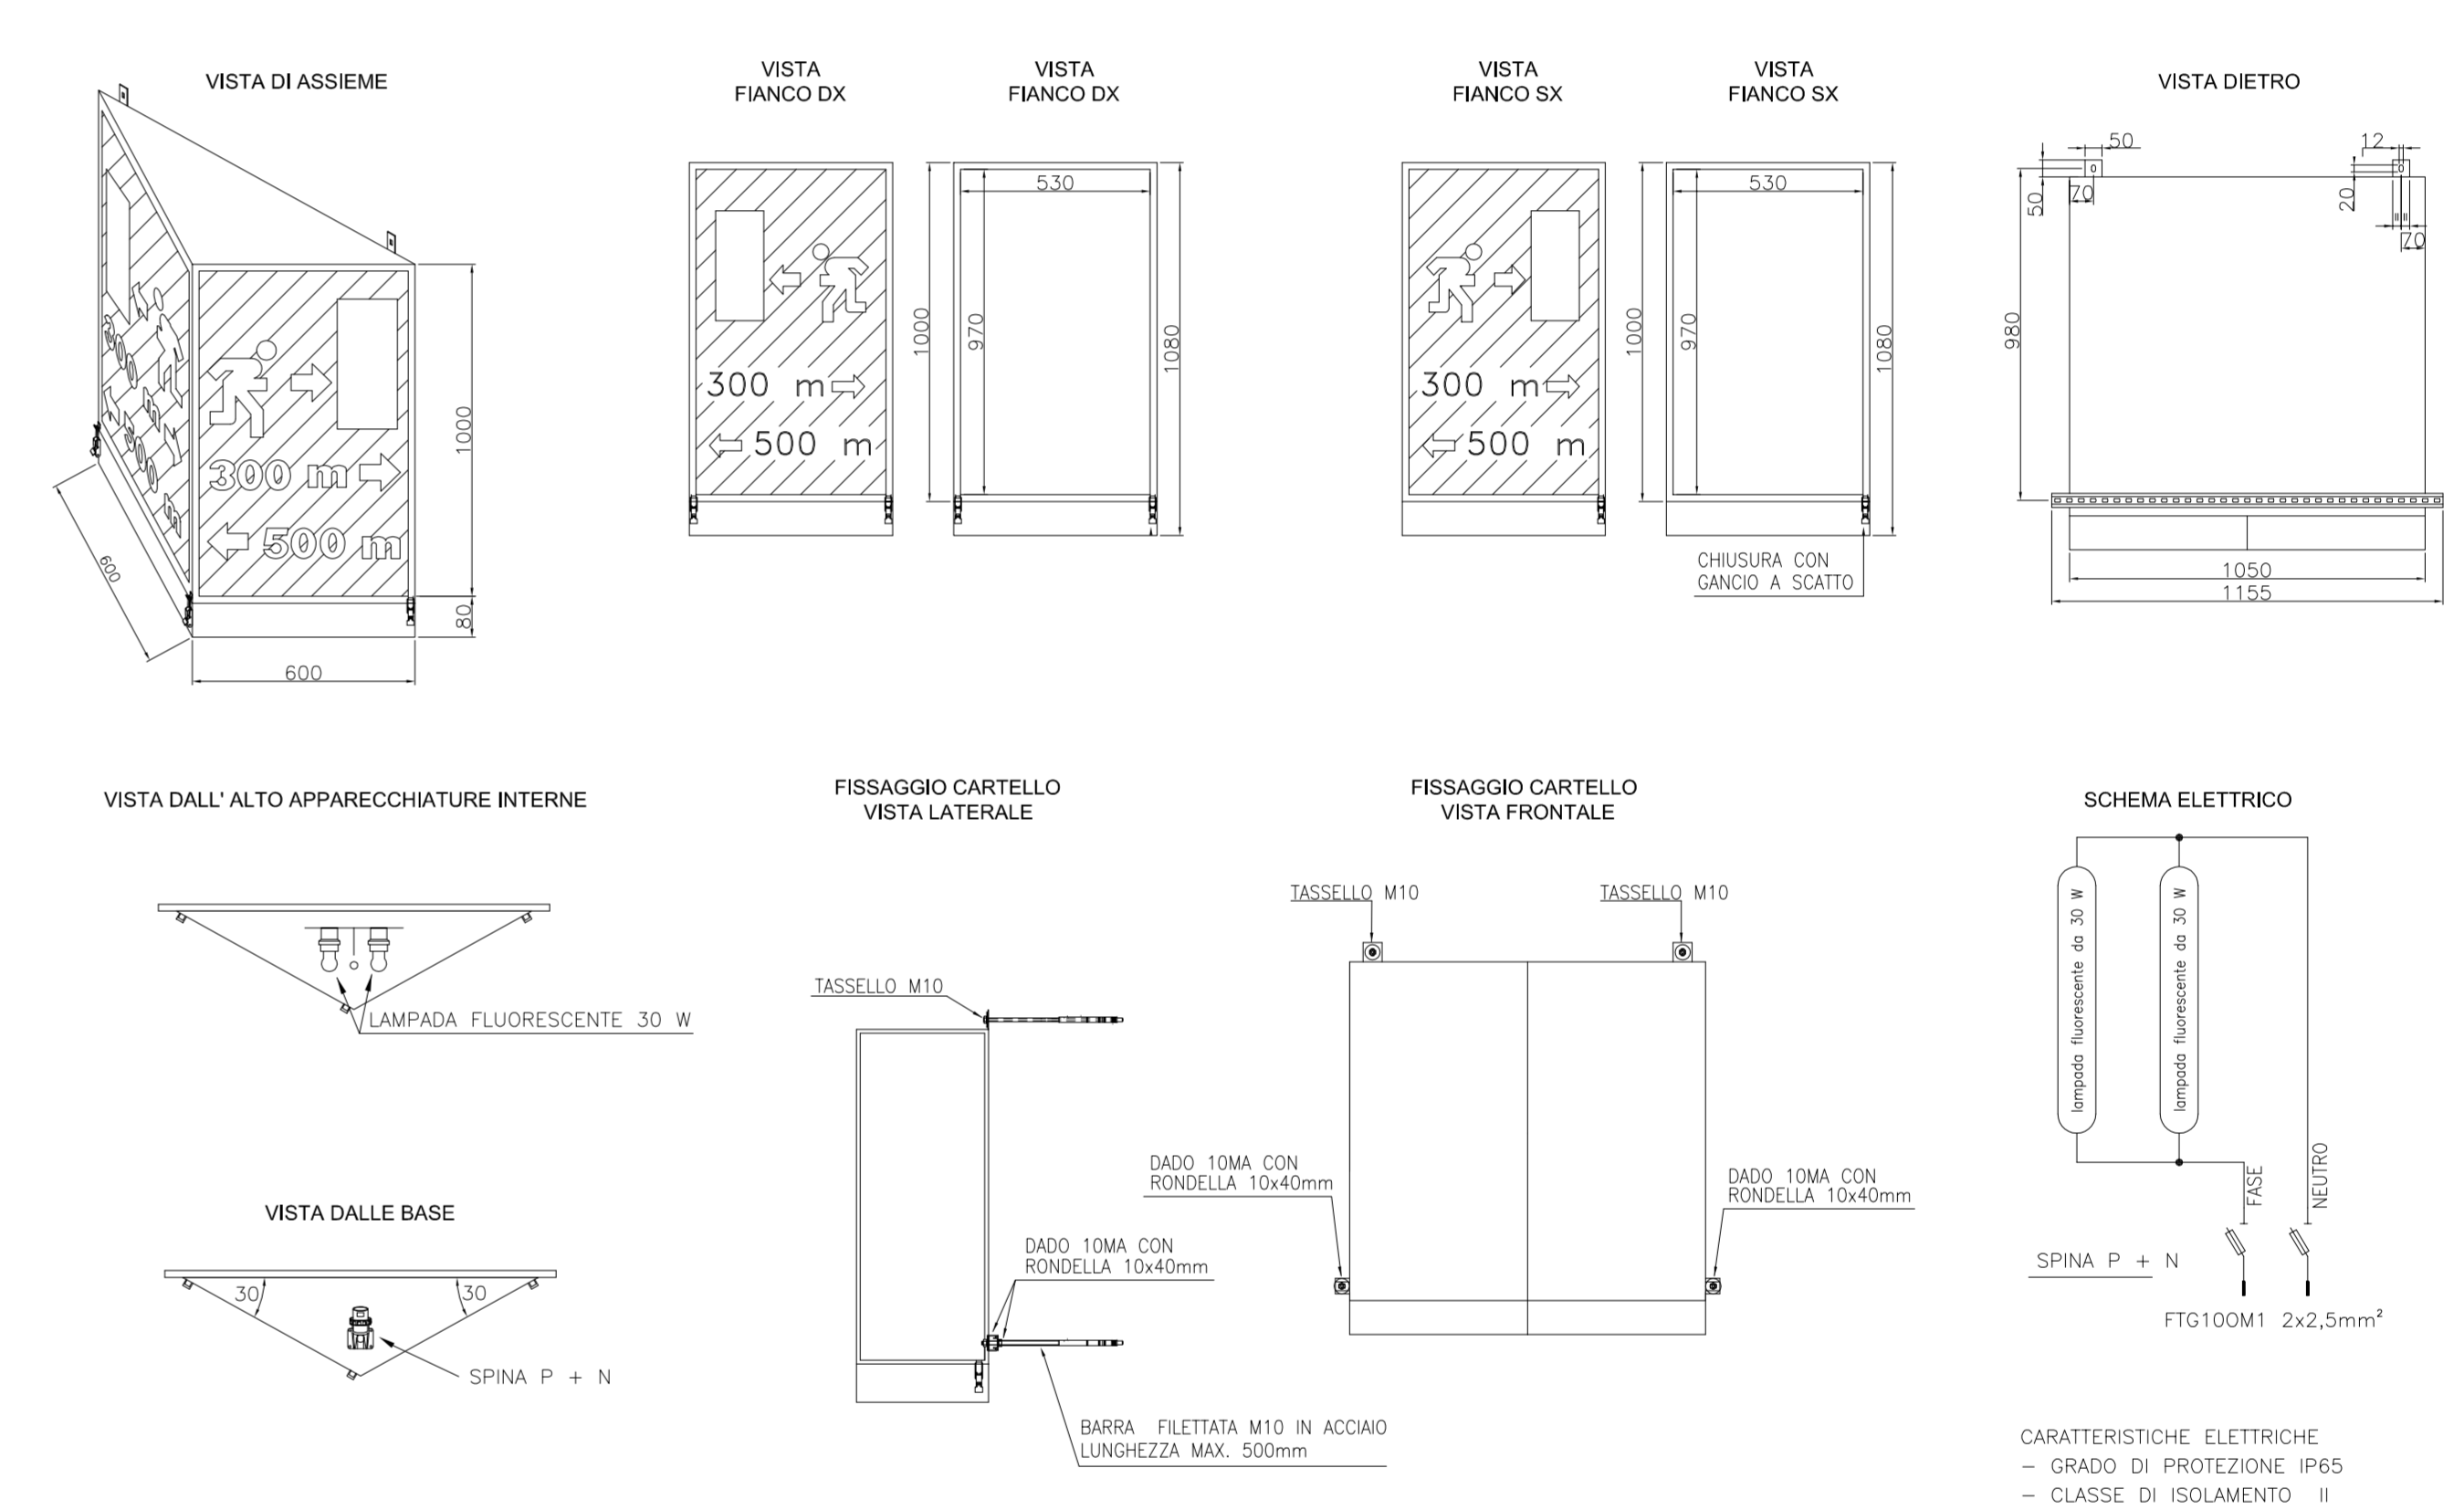 VISTA DI ASSIEME
300 m
500 m
300 m
500 m
1000
80
600
600
VISTA
FIANCO DX
300 m
500 m
VISTA
FIANCO DX
530
1000
970
1080
VISTA
FIANCO SX
300 m
500 m
VISTA
FIANCO SX
530
1000
970
1080
CHIUSURA CON
GANCIO A SCATTO
VISTA DIETRO
50
12
50
70
20
70
980
1050
1155
VISTA DALL' ALTO APPARECCHIATURE INTERNE
LAMPADA FLUORESCENTE 30 W
VISTA DALLE BASE
30
30
SPINA P + N
FISSAGGIO CARTELLO
VISTA LATERALE
TASSELLO M10
DADO 10MA CON
RONDELLA 10x40mm
BARRA FILETTATA M10 IN ACCIAIO
LUNGHEZZA MAX. 500mm
FISSAGGIO CARTELLO
VISTA FRONTALE
TASSELLO M10
TASSELLO M10
DADO 10MA CON
RONDELLA 10x40mm
DADO 10MA CON
RONDELLA 10x40mm
SCHEMA ELETTRICO
lampada fluorescente da 30 W
lampada fluorescente da 30 W
FASE
NEUTRO
SPINA P + N
FTG10OM1 2x2,5mm²
CARATTERISTICHE ELETTRICHE
– GRADO DI PROTEZIONE IP65
– CLASSE DI ISOLAMENTO II